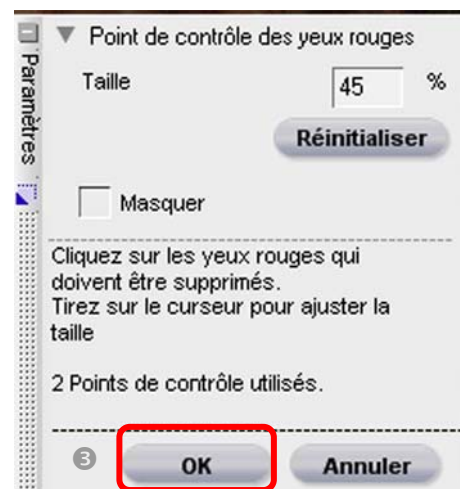 Point de contrôle des yeux rouges
Paramètres
Taille 45 %
Réinitialiser
Masquer
Cliquez sur les yeux rouges qui
doivent être supprimés.
Tirez sur le curseur pour ajuster la
taille
2 Points de contrôle utilisés.
3 OK Annuler